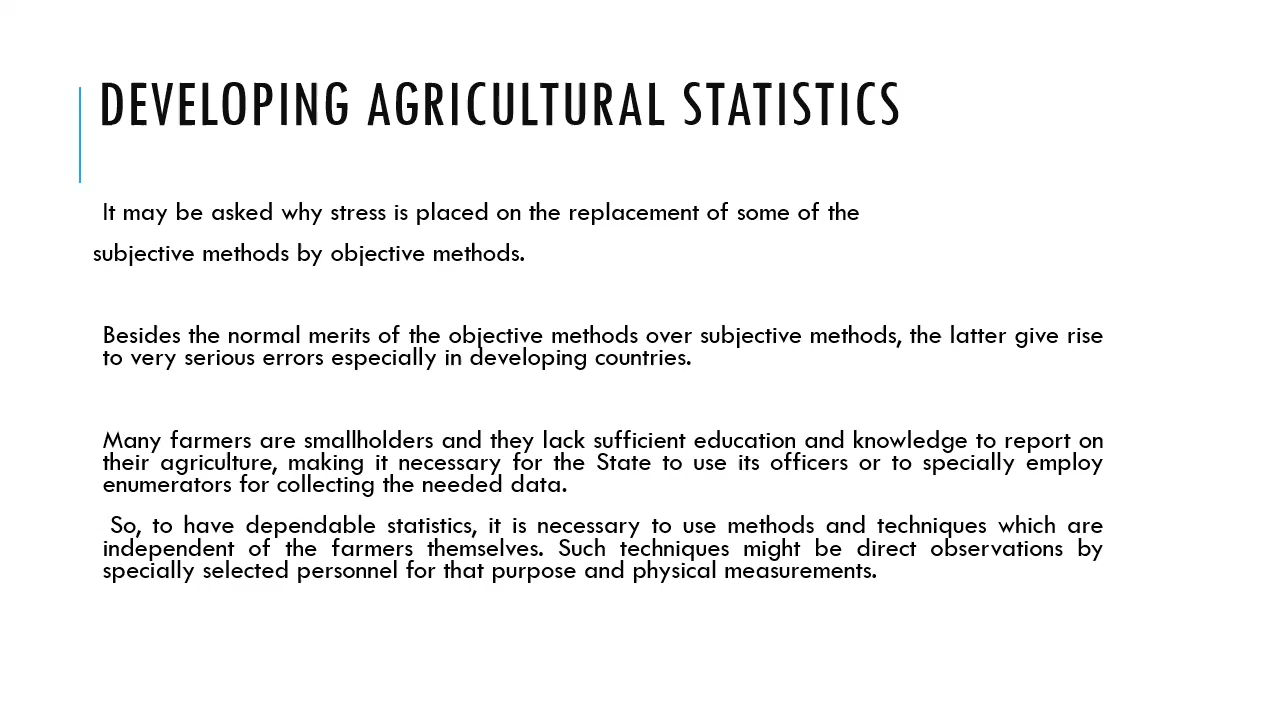 DEVELOPING AGRICULTURAL STATISTICS
It may be asked why stress is placed on the replacement of some of the
subjective methods by objective methods.
Besides the normal merits of the objective methods over subjective methods, the latter give rise
to very serious errors especially in developing countries.
Many farmers are smallholders and they lack sufficient education and knowledge to report on
their agriculture, making it necessary for the State to use its officers or to specially employ
enumerators for collecting the needed data.
So, to have dependable statistics, it is necessary to use methods and techniques which are
independent of the farmers themselves. Such techniques might be direct observations by
specially selected personnel for that purpose and physical measurements.